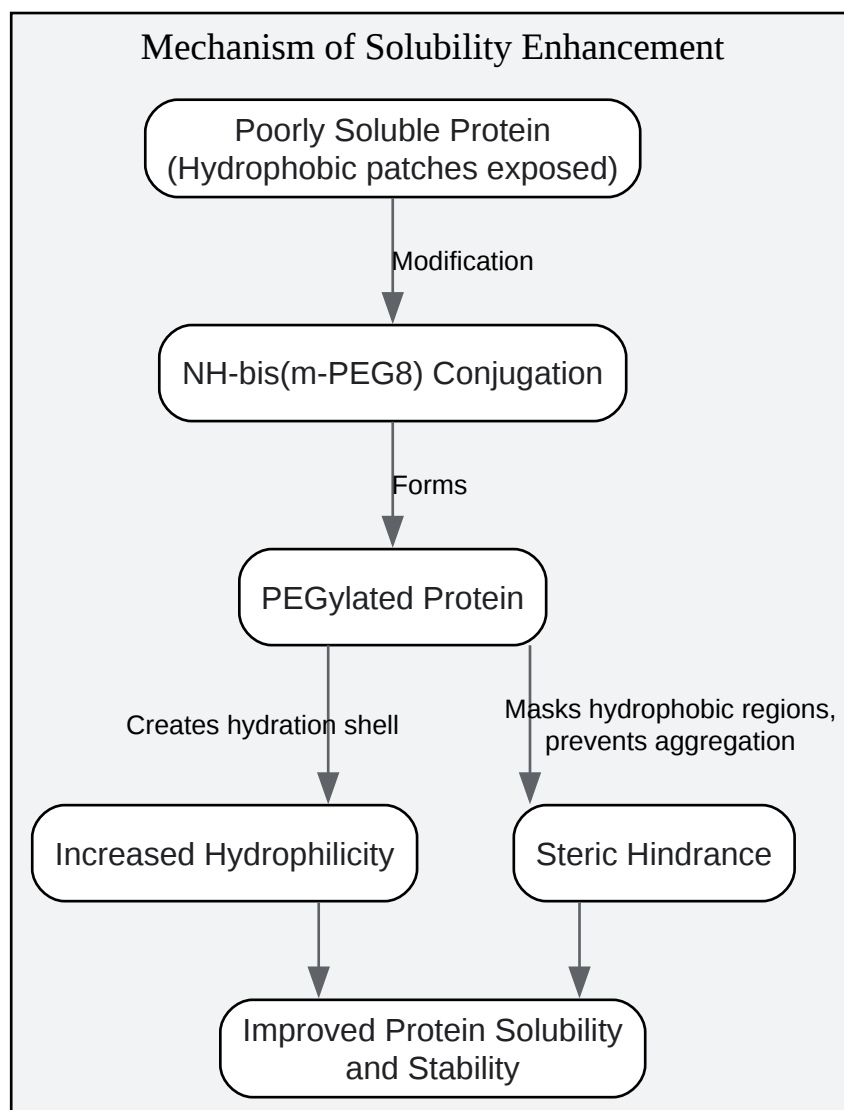 Mechanism of Solubility Enhancement
Poorly Soluble Protein
(Hydrophobic patches exposed)
Modification
NH-bis(m-PEG8) Conjugation
Forms
PEGylated Protein
Creates hydration shell
Masks hydrophobic regions,
prevents aggregation
Increased Hydrophilicity
Steric Hindrance
Improved Protein Solubility
and Stability